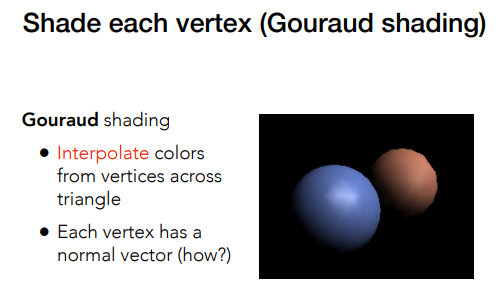 Shade each vertex (Gouraud shading)
Gouraud shading
● Interpolate colors
from vertices across
triangle
● Each vertex has a
normal vector (how?)